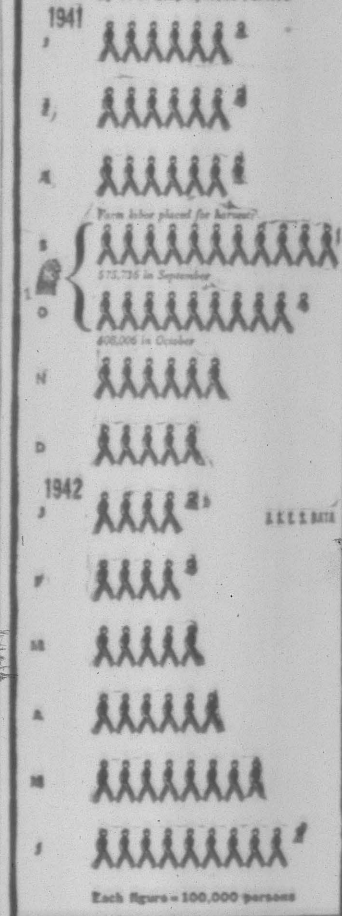 1941
J
J
A
Farm labor placed for harvest
S
575,736 in September
O
608,006 in October
N
D
1942
J
U.S.E.S. DATA
F
M
A
M
J
Each figure = 100,000 persons